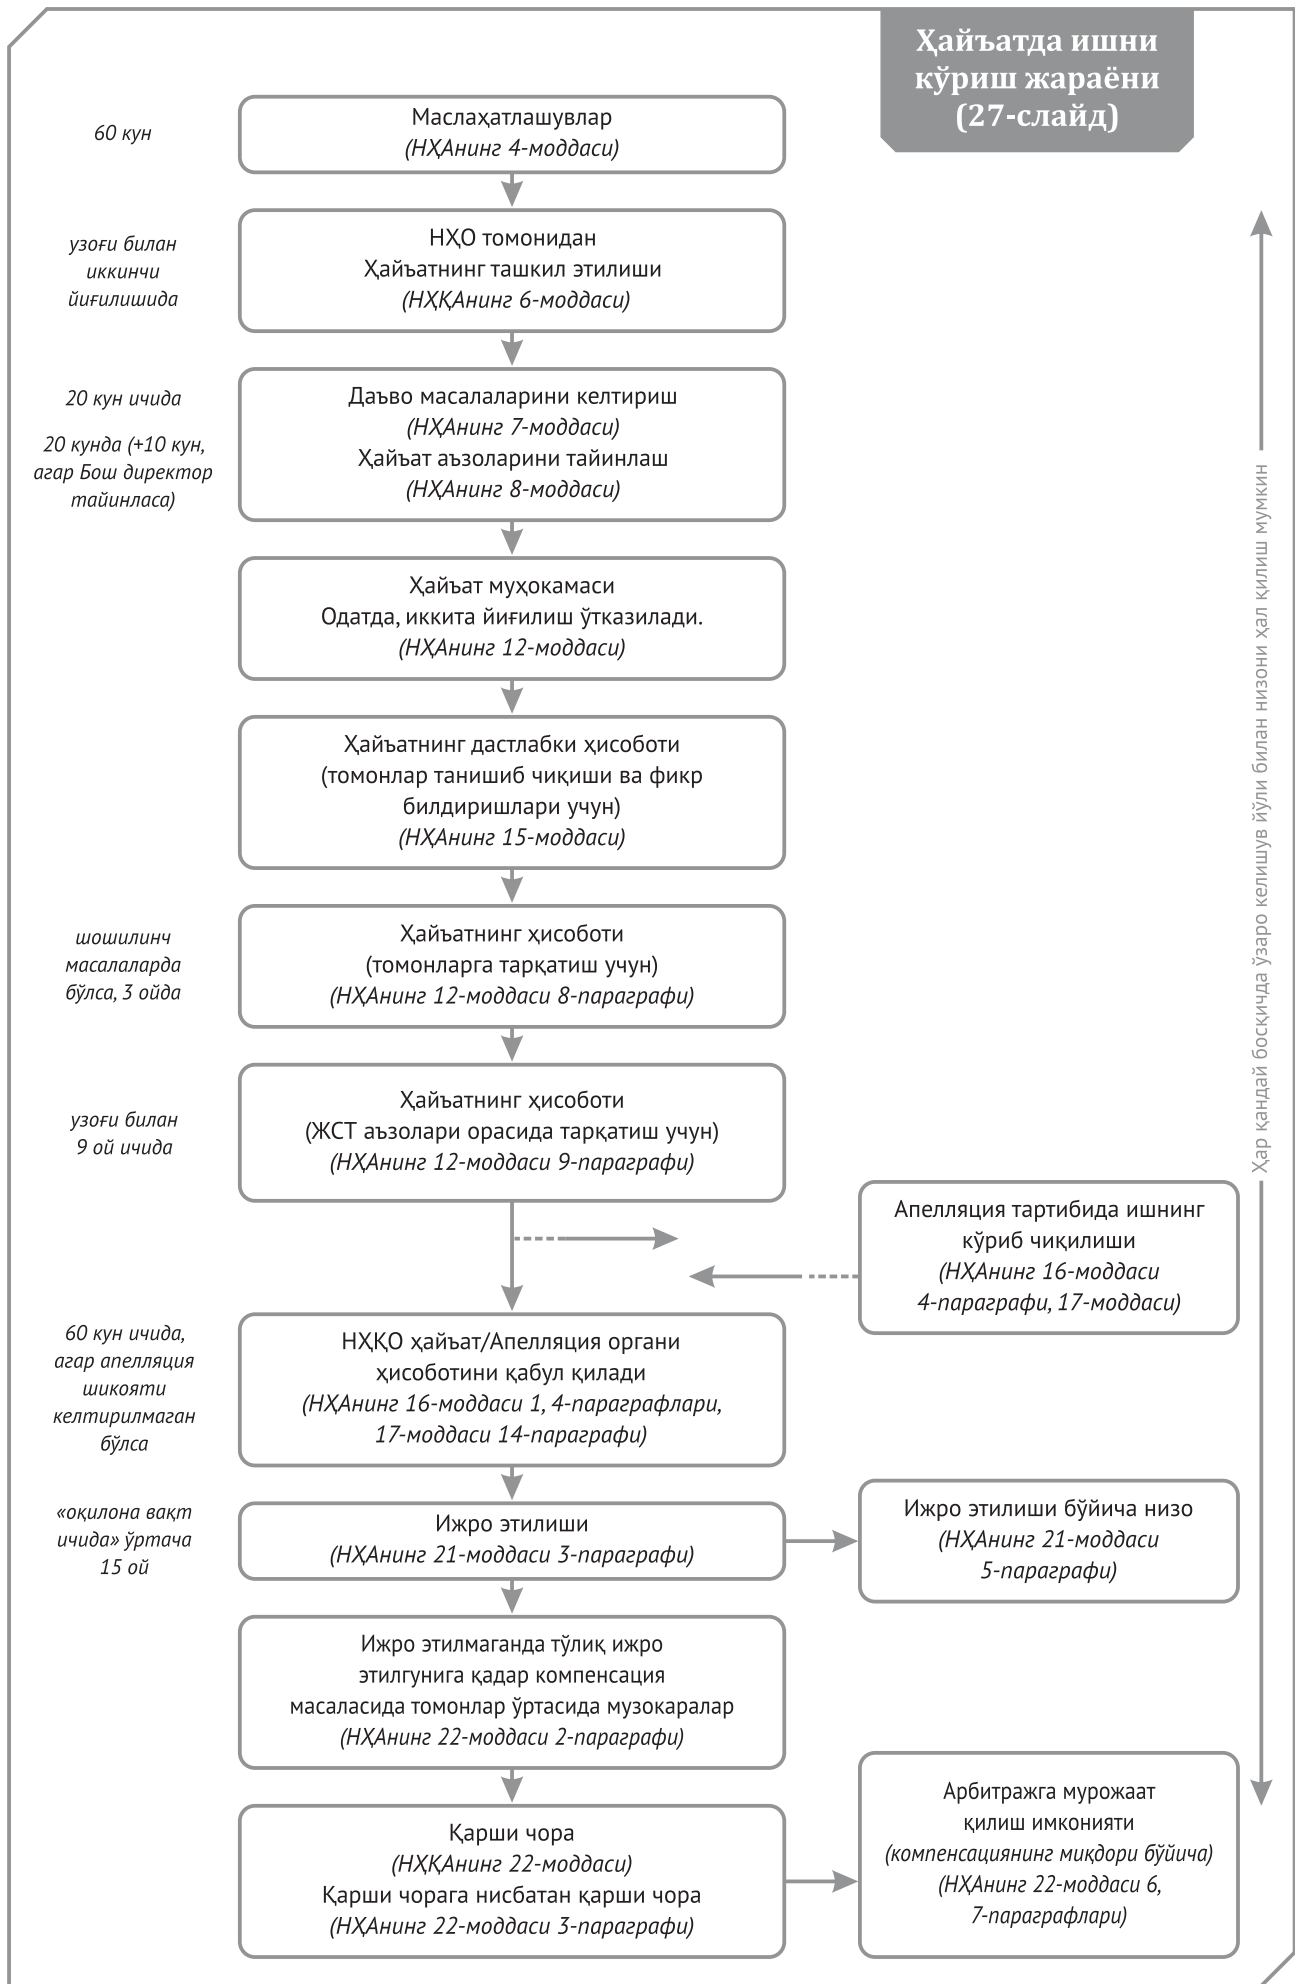 Ҳайъатда ишни
кўриш жараёни
(27-слайд)
60 кун
Маслаҳатлашувлар
(НҲАнинг 4-моддаси)
узоғи билан
иккинчи
йиғилишида
НҲО томонидан
Ҳайъатнинг ташкил этилиши
(НҲҚАнинг 6-моддаси)
20 кун ичида
20 кунда (+10 кун,
агар Бош директор
тайинласа)
Даъво масалаларини келтириш
(НҲАнинг 7-моддаси)
Ҳайъат аъзоларини тайинлаш
(НҲАнинг 8-моддаси)
Ҳайъат муҳокамаси
Одатда, иккита йиғилиш ўтказилади.
(НҲАнинг 12-моддаси)
Ҳайъатнинг дастлабки ҳисоботи
(томонлар танишиб чиқиши ва фикр
билдиришлари учун)
(НҲАнинг 15-моддаси)
шошилинч
масалаларда
бўлса, 3 ойда
Ҳайъатнинг ҳисоботи
(томонларга тарқатиш учун)
(НҲАнинг 12-моддаси 8-параграфи)
узоғи билан
9 ой ичида
Ҳайъатнинг ҳисоботи
(ЖСТ аъзолари орасида тарқатиш учун)
(НҲАнинг 12-моддаси 9-параграфи)
Апелляция тартибида ишнинг
кўриб чиқилиши
(НҲАнинг 16-моддаси
4-параграфи, 17-моддаси)
60 кун ичида,
агар апелляция
шикояти
келтирилмаган
бўлса
НҲҚО ҳайъат/Апелляция органи
ҳисоботини қабул қилади
(НҲАнинг 16-моддаси 1, 4-параграфлари,
17-моддаси 14-параграфи)
«оқилона вақт
ичида» ўртача
15 ой
Ижро этилиши
(НҲАнинг 21-моддаси 3-параграфи)
Ижро этилиши бўйича низо
(НҲАнинг 21-моддаси
5-параграфи)
Ижро этилмаганда тўлиқ ижро
этилгунига қадар компенсация
масаласида томонлар ўртасида музокаралар
(НҲАнинг 22-моддаси 2-параграфи)
Қарши чора
(НҲҚАнинг 22-моддаси)
Қарши чорага нисбатан қарши чора
(НҲАнинг 22-моддаси 3-параграфи)
Арбитражга мурожаат
қилиш имконияти
(компенсациянинг миқдори бўйича)
(НҲАнинг 22-моддаси 6,
7-параграфлари)
Ҳар қандай босқичда ўзаро келишув йўли билан низони ҳал қилиш мумкин